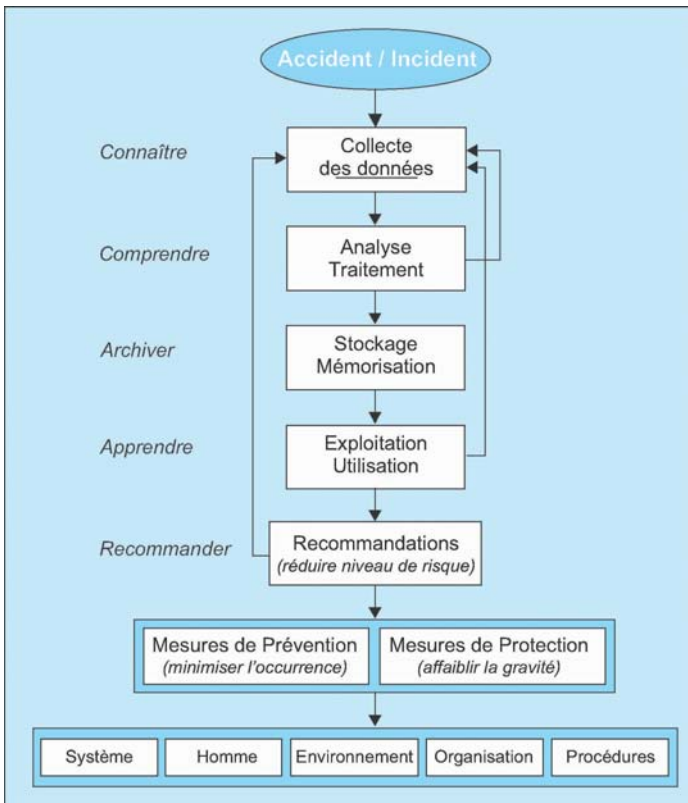 Accident / Incident
Connaître
Collecte
des données
Comprendre
Analyse
Traitement
Archiver
Stockage
Mémorisation
Apprendre
Exploitation
Utilisation
Recommander
Recommandations
(réduire niveau de risque)
Mesures de Prévention
(minimiser l'occurrence)
Mesures de Protection
(affaiblir la gravité)
Système
Homme
Environnement
Organisation
Procédures